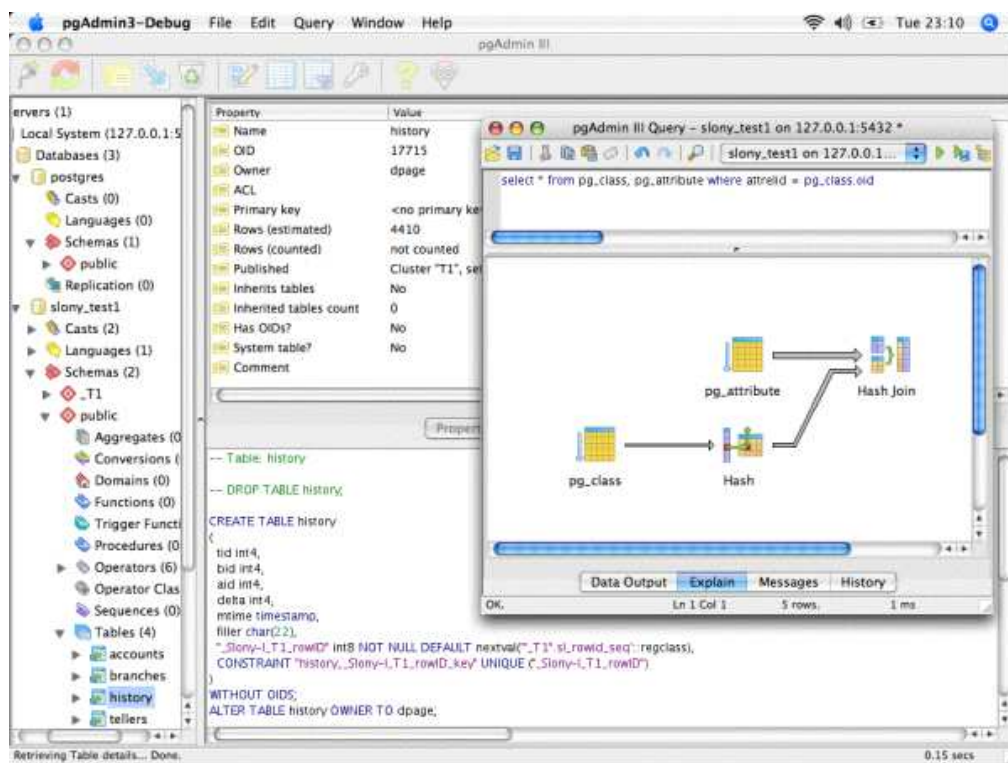 pgAdmin3-Debug File Edit Query Window Help Tue 23:10
pgAdmin III
ervers (1)
Local System (127.0.0.1:5
Databases (3)
postgres
Casts (0)
Languages (0)
Schemas (1)
public
Replication (0)
slony_test1
Casts (2)
Languages (1)
Schemas (2)
_T1
public
Aggregates (0
Conversions (
Domains (0)
Functions (0)
Trigger Functi
Procedures (0
Operators (6)
Operator Clas
Sequences (0)
Tables (4)
accounts
branches
history
tellers
Property Value
Name history
OID 17715
Owner dpage
ACL
Primary key <no primary ke
Rows (estimated) 4410
Rows (counted) not counted
Published Cluster "T1", se
Inherits tables No
Inherited tables count 0
Has OIDs? No
System table? No
Comment
Propert
-- Table: history
-- DROP TABLE history;
CREATE TABLE history
(
tid int4,
bid int4,
aid int4,
delta int4,
mtime timestamp,
filler char(22),
"_Slony-I_T1_rowID" int8 NOT NULL DEFAULT nextval('"_T1".sl_rowid_seq'::regclass),
CONSTRAINT "history__Slony-I_T1_rowID_key" UNIQUE ("_Slony-I_T1_rowID")
)
WITHOUT OIDS;
ALTER TABLE history OWNER TO dpage;
pgAdmin III Query - slony_test1 on 127.0.0.1:5432 *
slony_test1 on 127.0.0.1...
select * from pg_class, pg_attribute where attrelid = pg_class.oid
pg_attribute
Hash Join
pg_class
Hash
Data Output Explain Messages History
OK. Ln 1 Col 1 5 rows. 1 ms
Retrieving Table details... Done. 0.15 secs